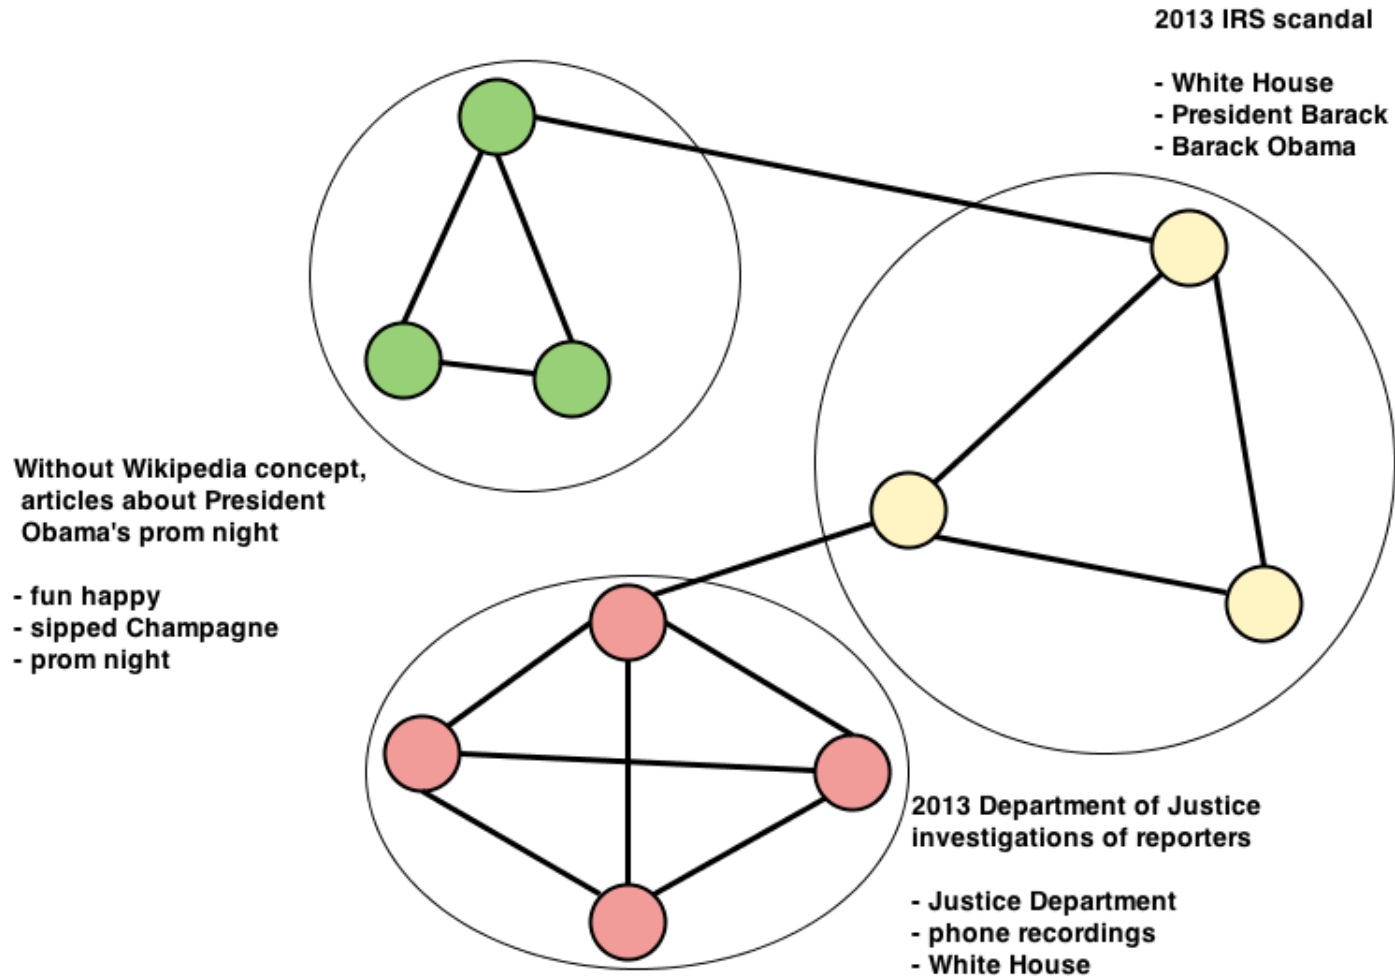 2013 IRS scandal
- White House
- President Barack
- Barack Obama
Without Wikipedia concept,
articles about President
Obama's prom night
- fun happy
- sipped Champagne
- prom night
2013 Department of Justice
investigations of reporters
- Justice Department
- phone recordings
- White House